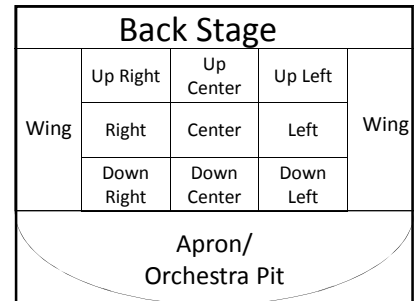 Back Stage
Up Right
Up
Center
Up Left
Wing
Right
Center
Left
Wing
Down
Right
Down
Center
Down
Left
Apron/
Orchestra Pit